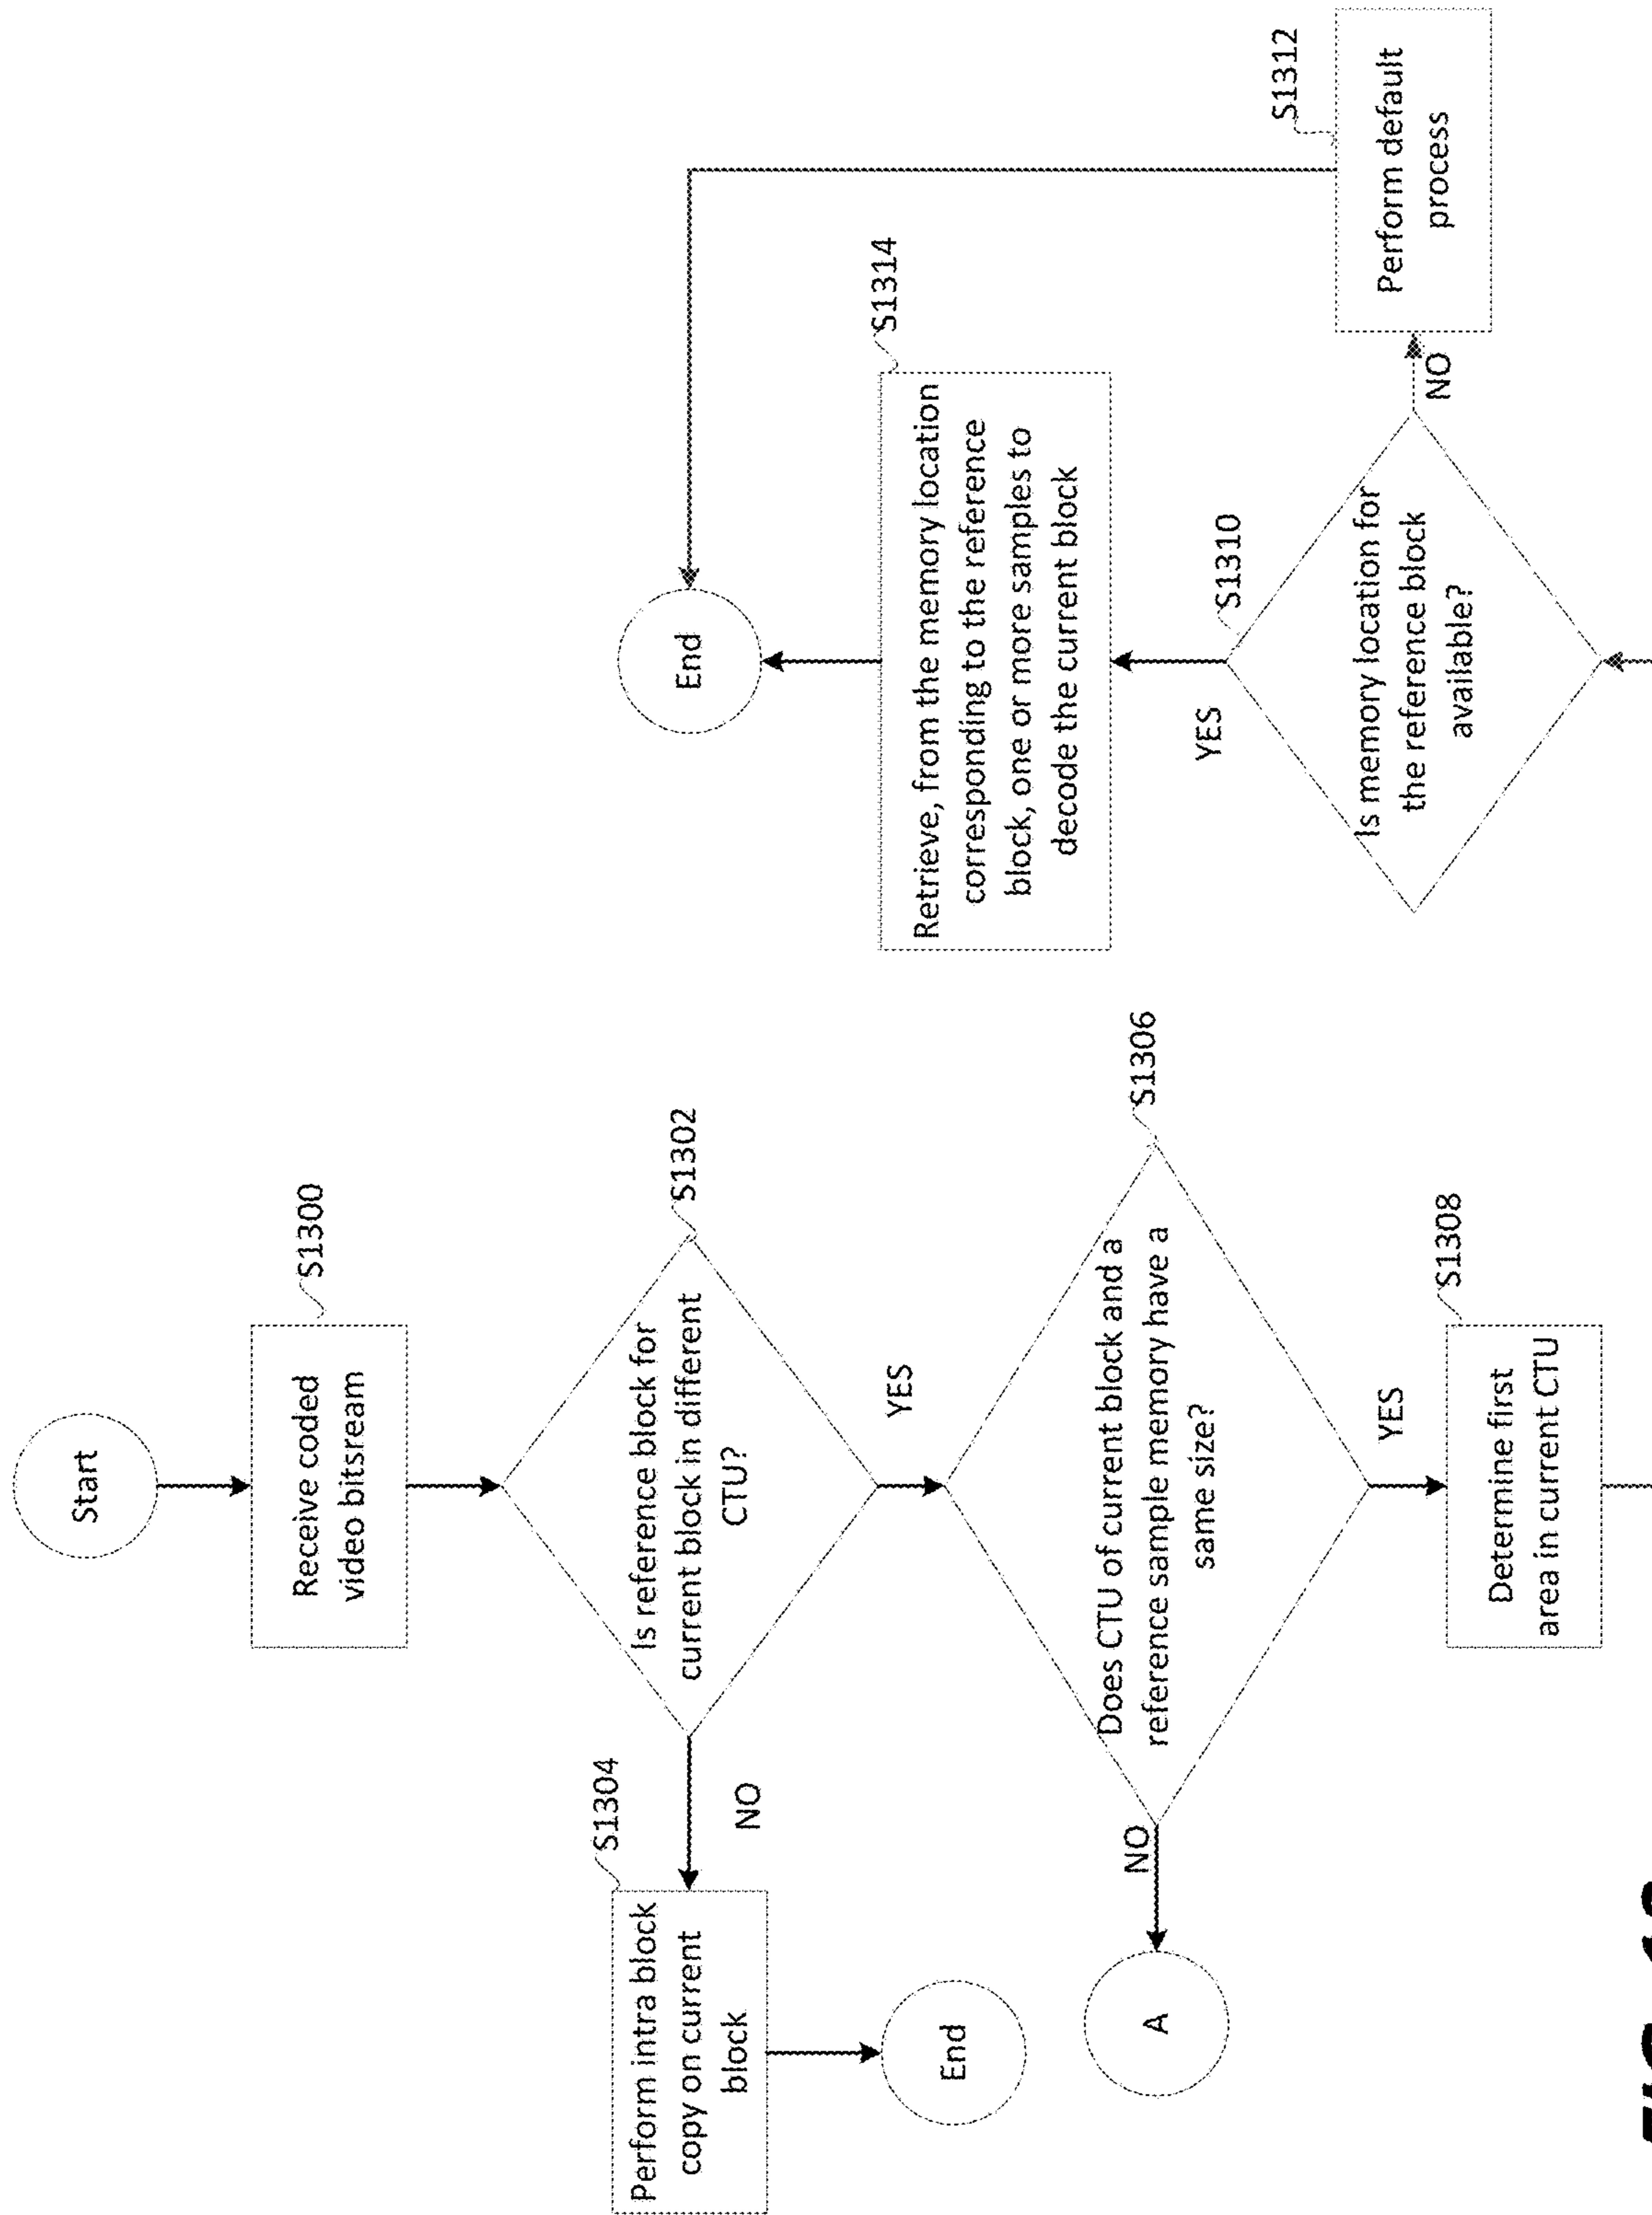 Start
S1300
Receive coded
video bitsream
S1302
Is reference block for
current block in different
CTU?
NO
S1304
Perform intra block
copy on current
block
End
YES
S1306
Does CTU of current block and a
reference sample memory have a
same size?
NO
A
YES
S1308
Determine first
area in current CTU
S1310
Is memory location for
the reference block
available?
NO
S1312
Perform default
process
YES
S1314
Retrieve, from the memory location
corresponding to the reference
block, one or more samples to
decode the current block
End